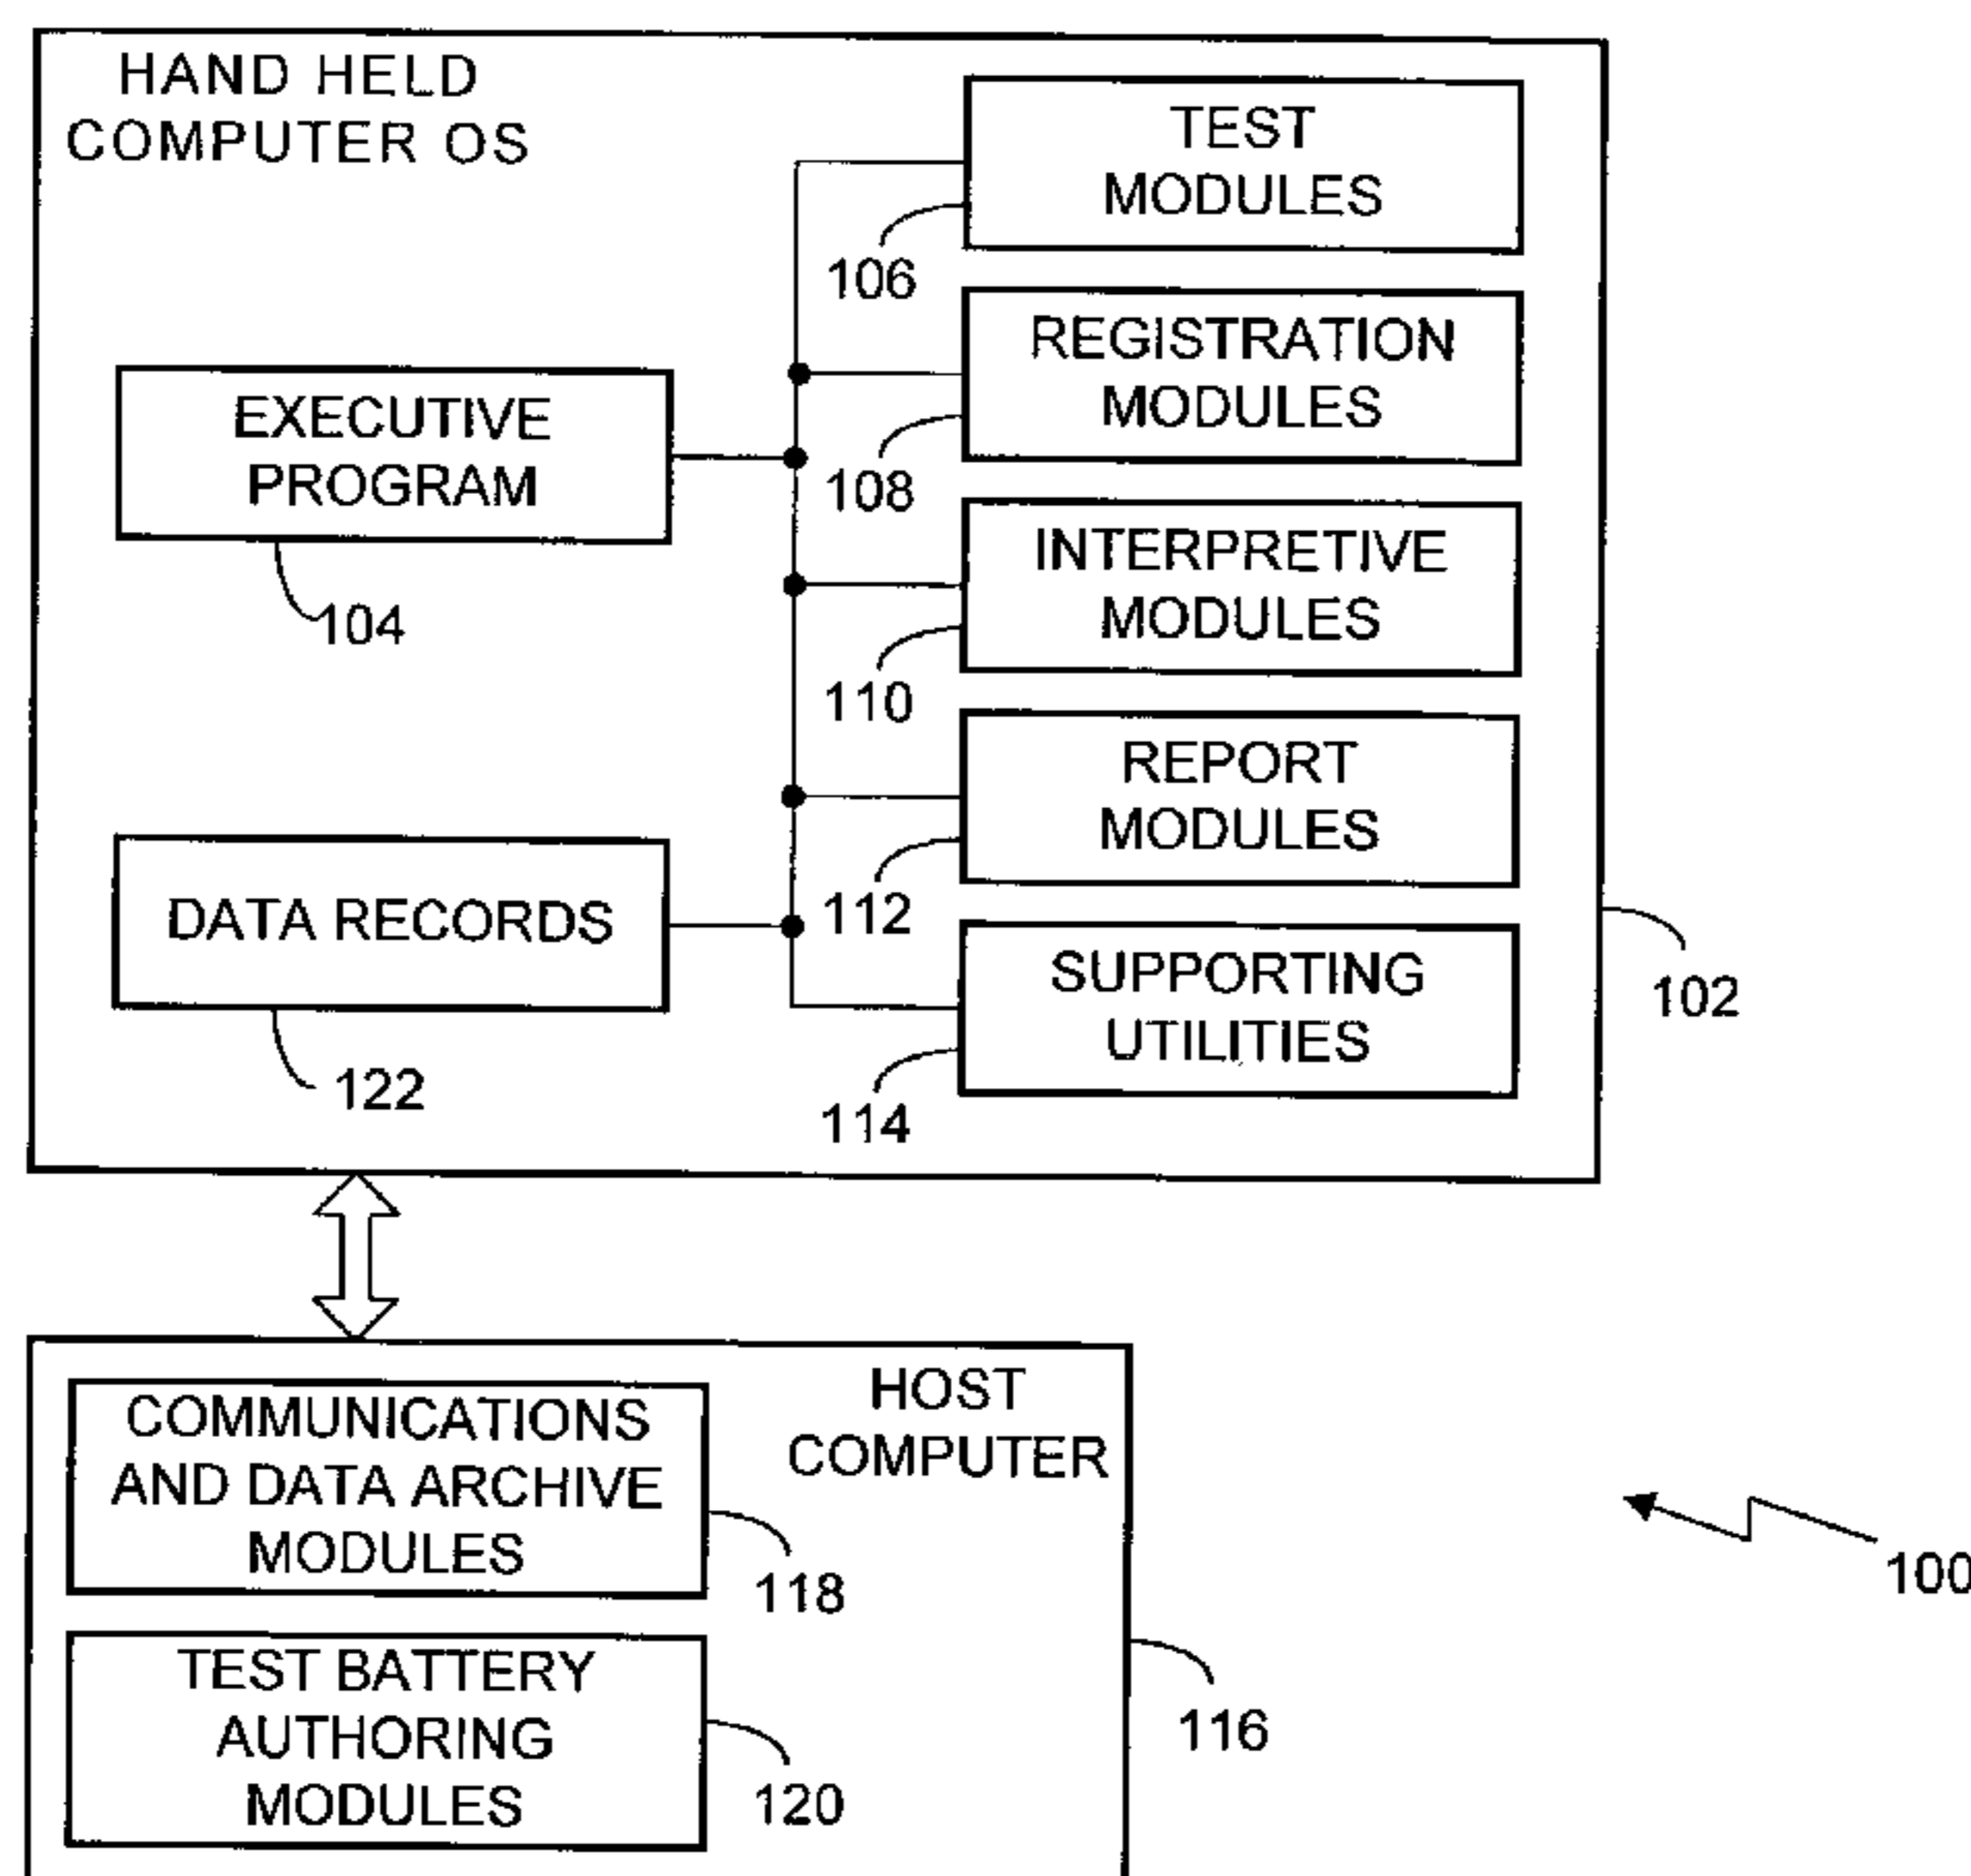 HAND HELD
COMPUTER OS
TEST
MODULES
106
REGISTRATION
MODULES
108
EXECUTIVE
PROGRAM
104
INTERPRETIVE
MODULES
110
REPORT
MODULES
112
DATA RECORDS
122
SUPPORTING
UTILITIES
114
102
HOST
COMPUTER
COMMUNICATIONS
AND DATA ARCHIVE
MODULES
118
TEST BATTERY
AUTHORING
MODULES
120
116
100